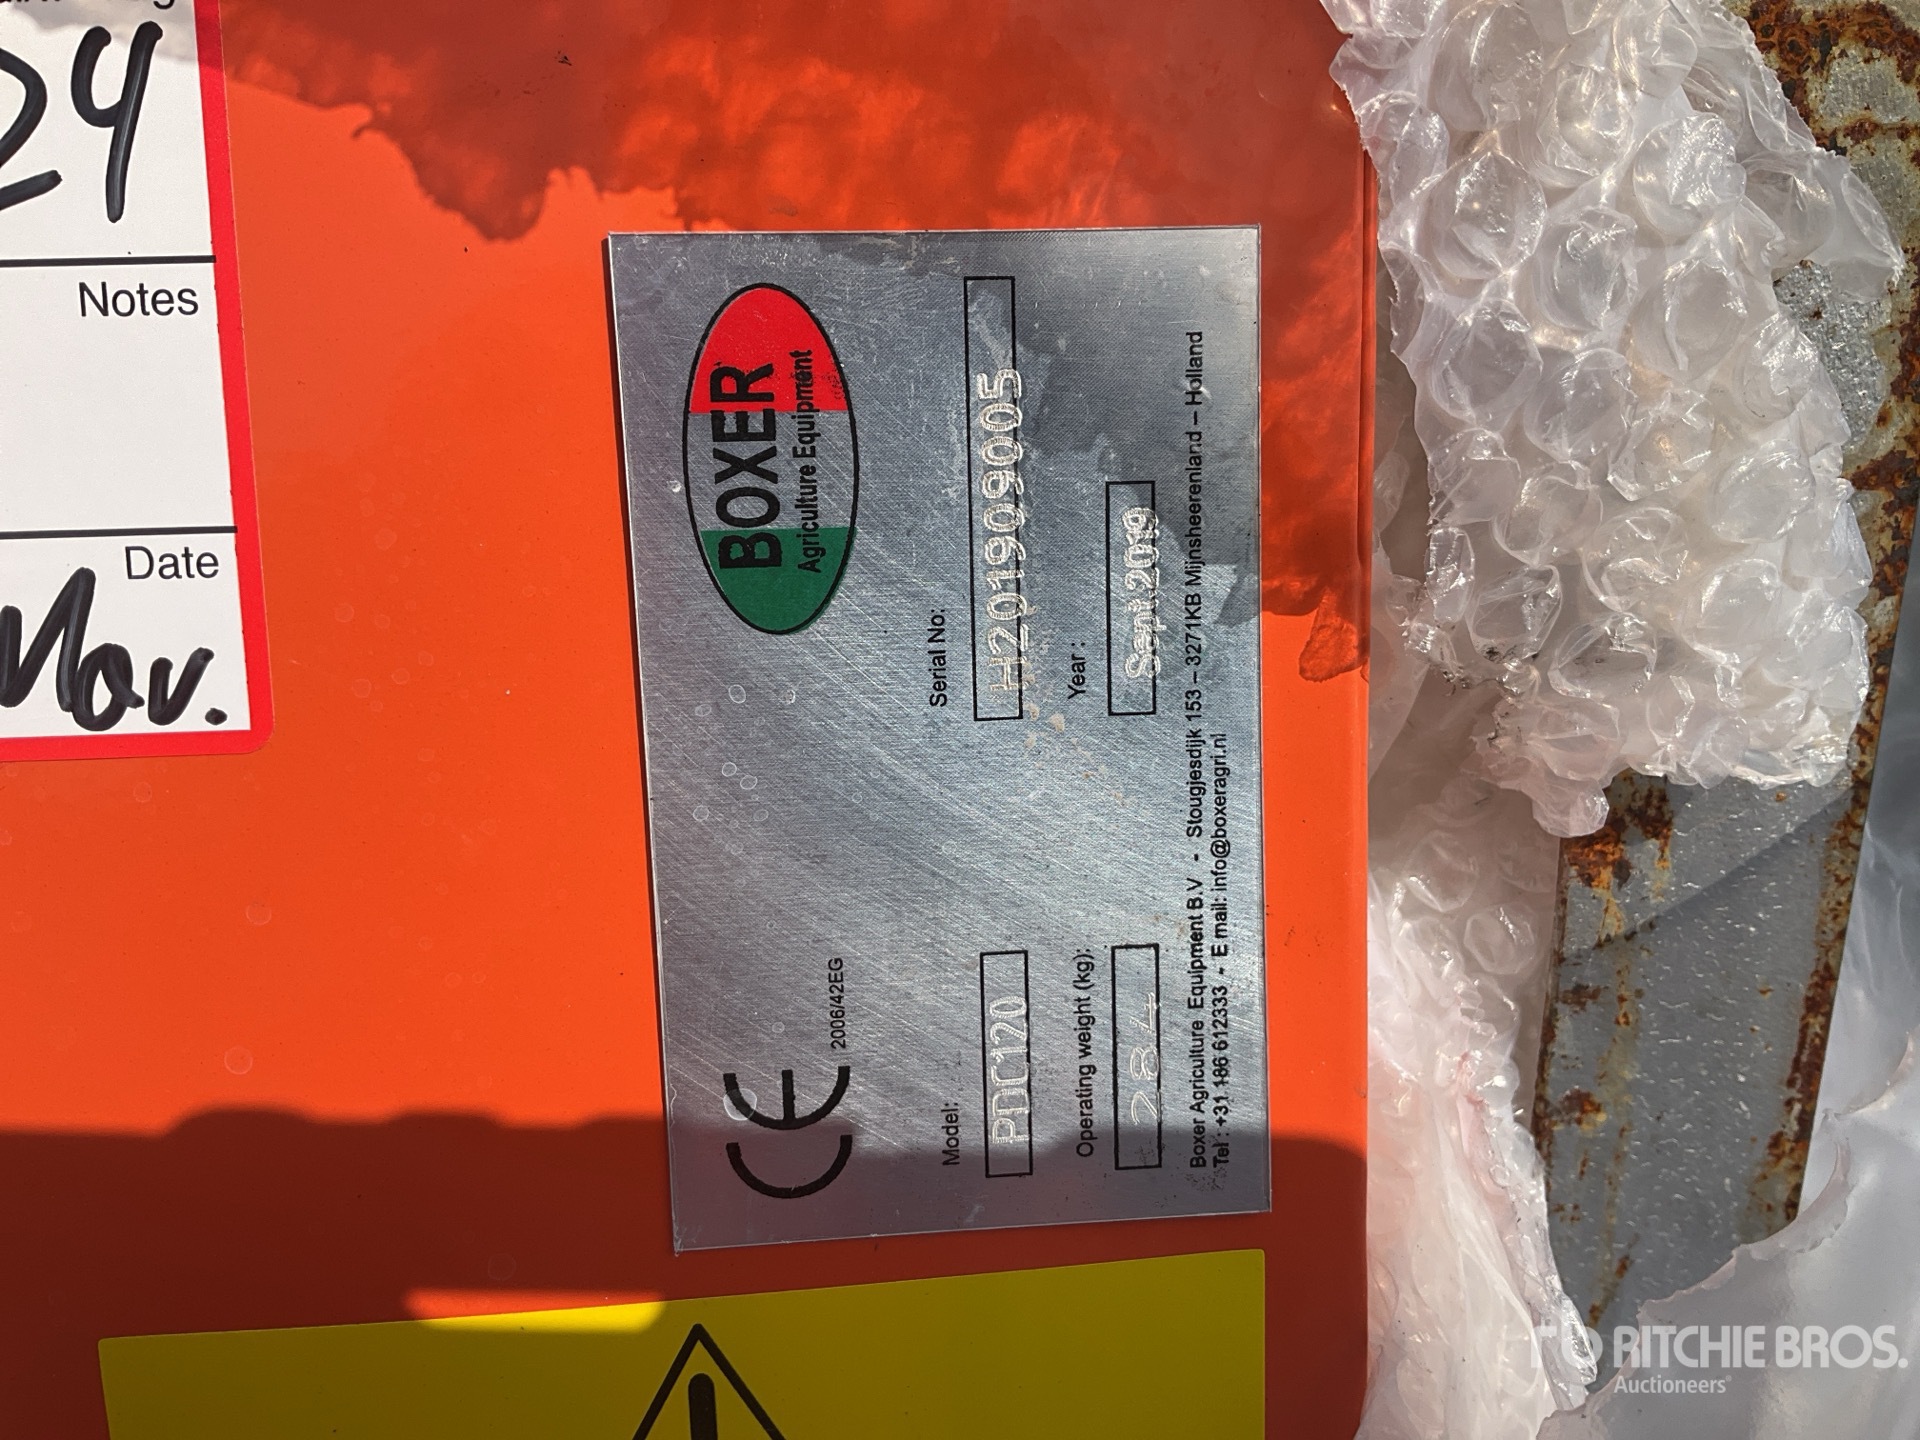 24
Notes
Date
Nov.
BOXER
Agriculture Equipment
CE 2006/42EG
Model:
PDC120
Serial No:
H201909005
Operating weight (kg):
284
Year :
Sept.2019
Boxer Agriculture Equipment B.V - Stougjesdijk 153 – 3271KB Mijnsheerenland – Holland
Tel : +31 186 612333 - E mail: info@boxeragri.nl
RITCHIE BROS.
Auctioneers